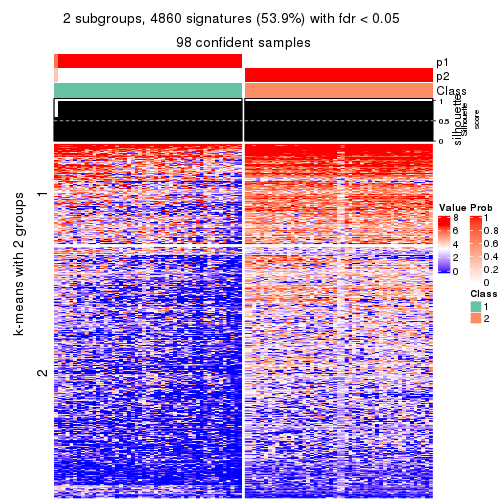 2 subgroups, 4860 signatures (53.9%) with fdr < 0.05
98 confident samples
p1
p2
Class
silhouette
Silhouette
score
1
0.5
0
k-means with 2 groups
1
2
Value
8
6
4
2
0
Prob
1
0.8
0.6
0.4
0.2
0
Class
1
2